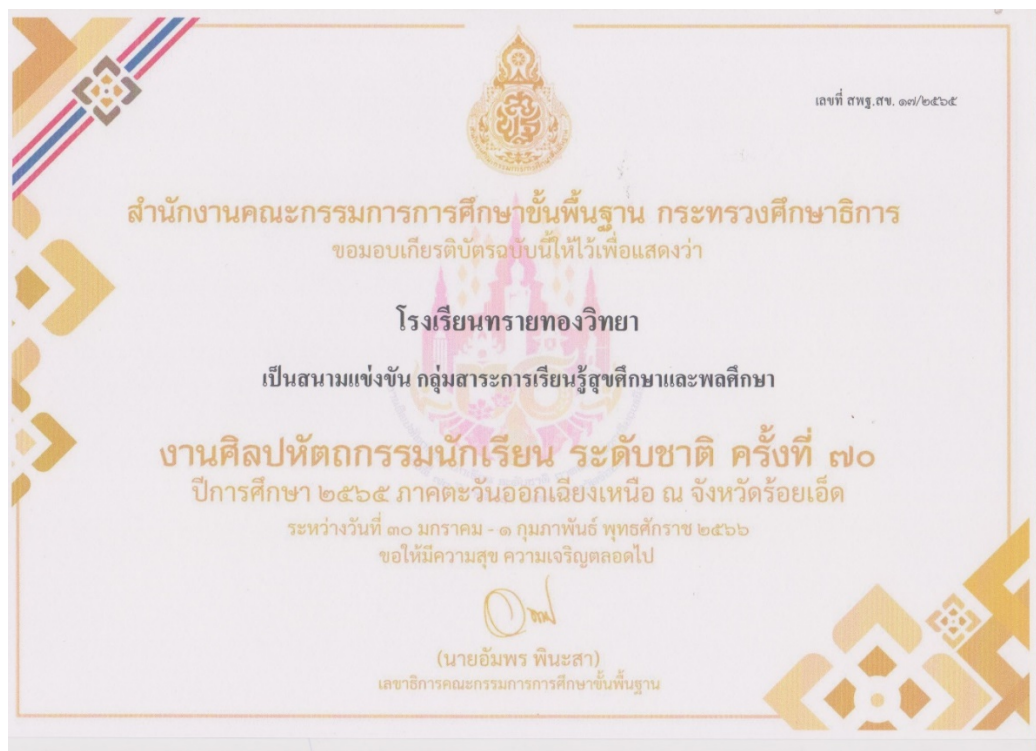 เลขที่ สพฐ.สข. ๑๗/๒๕๖๕
สำนักงานคณะกรรมการการศึกษาขั้นพื้นฐาน กระทรวงศึกษาธิการ
ขอมอบเกียรติบัตรฉบับนี้ให้ไว้เพื่อแสดงว่า
โรงเรียนทรายทองวิทยา
เป็นสนามแข่งขัน กลุ่มสาระการเรียนรู้สุขศึกษาและพลศึกษา
งานศิลปหัตถกรรมนักเรียน ระดับชาติ ครั้งที่ ๗๐
ปีการศึกษา ๒๕๖๕ ภาคตะวันออกเฉียงเหนือ ณ จังหวัดร้อยเอ็ด
ระหว่างวันที่ ๓๐ มกราคม - ๑ กุมภาพันธ์ พุทธศักราช ๒๕๖๖
ขอให้มีความสุข ความเจริญตลอดไป
(นายอัมพร พินะสา)
เลขาธิการคณะกรรมการการศึกษาขั้นพื้นฐาน